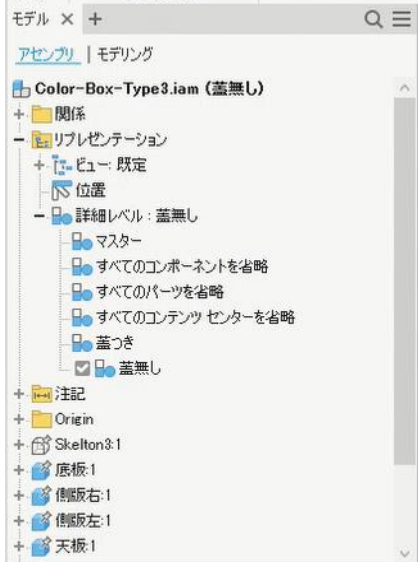 モデル × +
アセンブリ | モデリング
Color-Box-Type3.iam (蓋無し)
関係
リプレゼンテーション
ビュー: 既定
位置
詳細レベル : 蓋無し
マスター
すべてのコンポーネントを省略
すべてのパーツを省略
すべてのコンテンツ センターを省略
蓋つき
蓋無し
注記
Origin
Skelton3:1
底板:1
側版右:1
側版左:1
天板:1